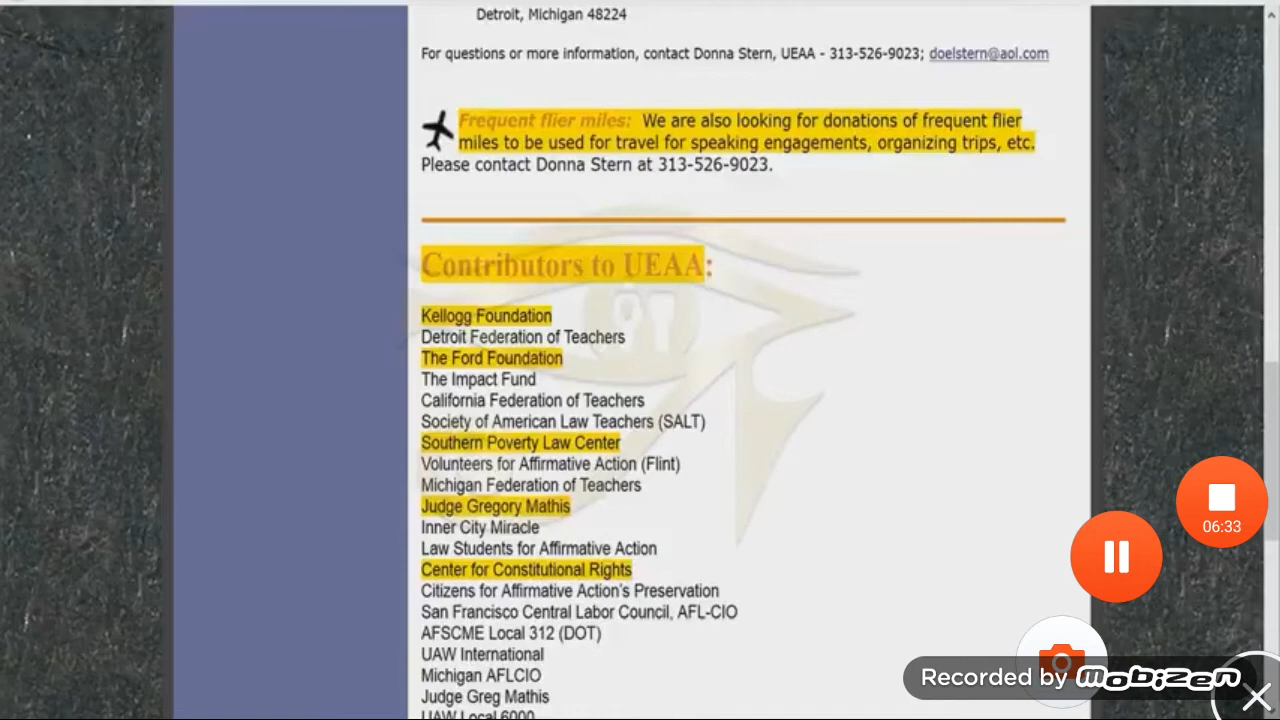 Detroit, Michigan 48224
For questions or more information, contact Donna Stern, UEAA - 313-526-9023; doelstern@aol.com
Frequent flier miles: We are also looking for donations of frequent flier
miles to be used for travel for speaking engagements, organizing trips, etc.
Please contact Donna Stern at 313-526-9023.
Contributors to UEAA:
Kellogg Foundation
Detroit Federation of Teachers
The Ford Foundation
The Impact Fund
California Federation of Teachers
Society of American Law Teachers (SALT)
Southern Poverty Law Center
Volunteers for Affirmative Action (Flint)
Michigan Federation of Teachers
Judge Gregory Mathis
Inner City Miracle
Law Students for Affirmative Action
Center for Constitutional Rights
Citizens for Affirmative Action's Preservation
San Francisco Central Labor Council, AFL-CIO
AFSCME Local 312 (DOT)
UAW International
Michigan AFLCIO
Judge Greg Mathis
UAW Local 6000
06:33
Recorded by mobizen